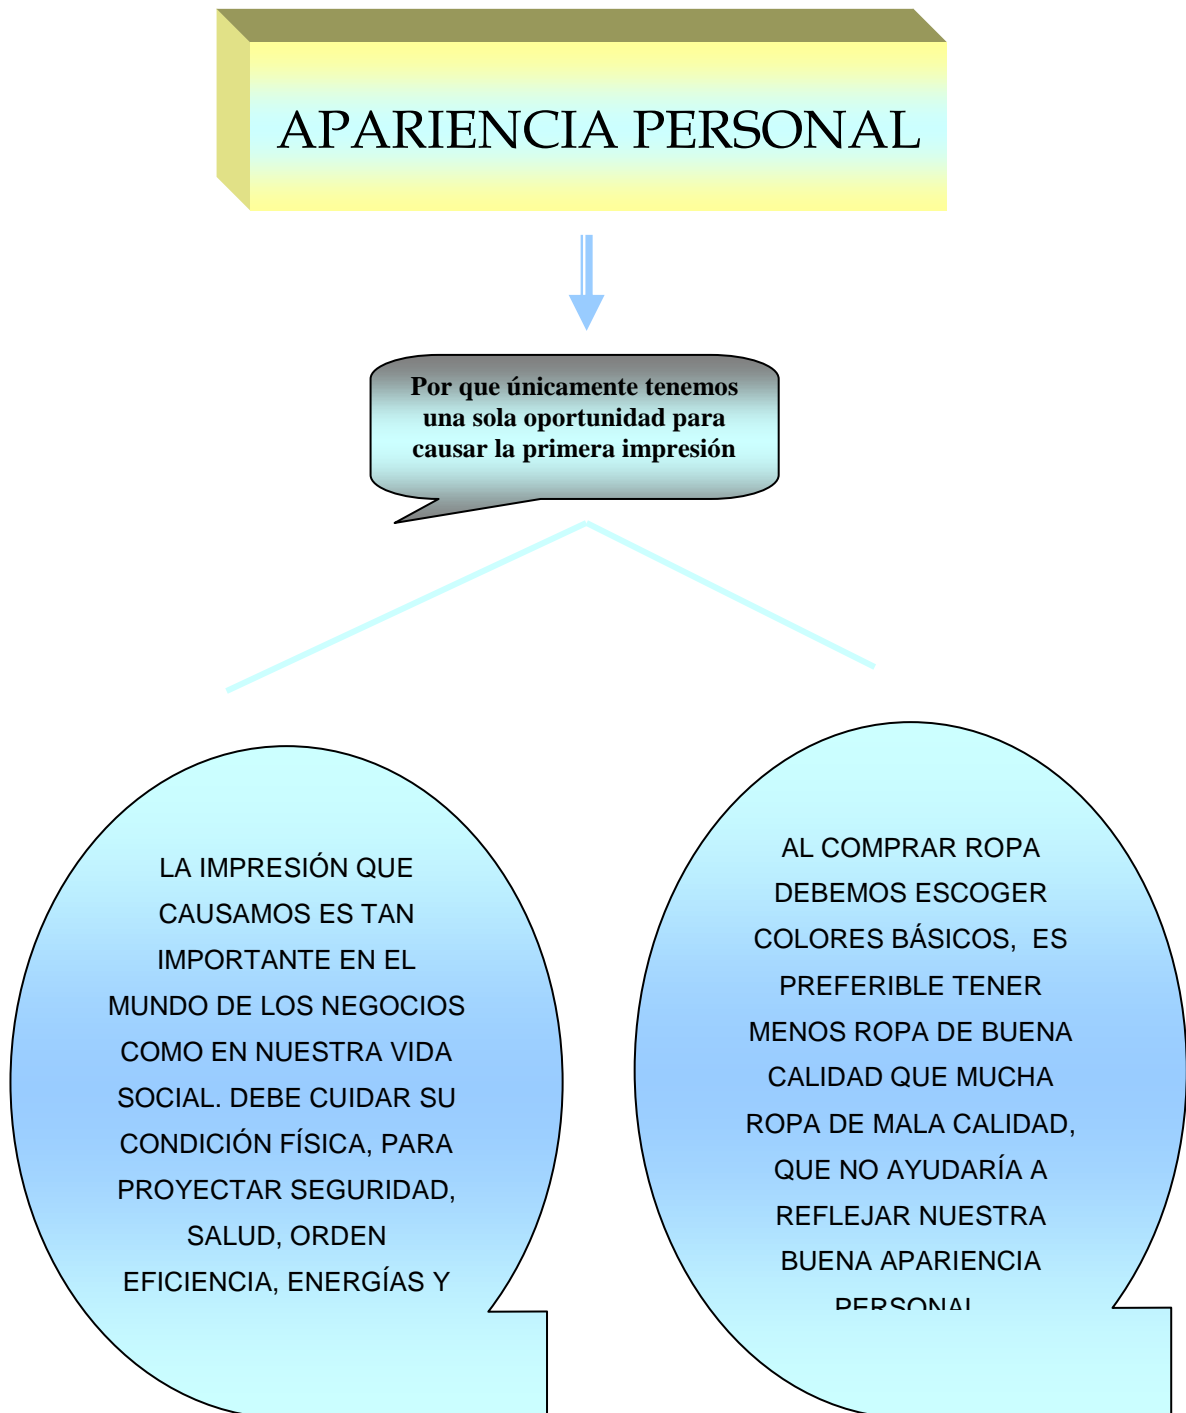 APARIENCIA PERSONAL
Por que únicamente tenemos
una sola oportunidad para
causar la primera impresión
LA IMPRESIÓN QUE
CAUSAMOS ES TAN
IMPORTANTE EN EL
MUNDO DE LOS NEGOCIOS
COMO EN NUESTRA VIDA
SOCIAL. DEBE CUIDAR SU
CONDICIÓN FÍSICA, PARA
PROYECTAR SEGURIDAD,
SALUD, ORDEN
EFICIENCIA, ENERGÍAS Y
AL COMPRAR ROPA
DEBEMOS ESCOGER
COLORES BÁSICOS,  ES
PREFERIBLE TENER
MENOS ROPA DE BUENA
CALIDAD QUE MUCHA
ROPA DE MALA CALIDAD,
QUE NO AYUDARÍA A
REFLEJAR NUESTRA
BUENA APARIENCIA
PERSONAL